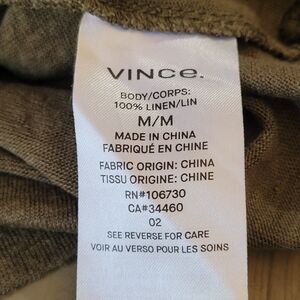 VINCE.
BODY/CORPS:
100% LINEN/LIN
M/M
MADE IN CHINA
FABRIQUÉ EN CHINE
FABRIC ORIGIN: CHINA
TISSU ORIGINE: CHINE
RN#106730
CA#34460
02
SEE REVERSE FOR CARE
VOIR AU VERSO POUR LES SOINS